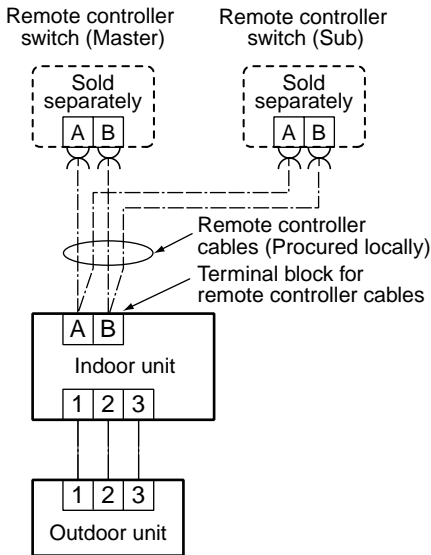 Remote controller
switch (Master)
Remote controller
switch (Sub)
Sold
separately
A B
Sold
separately
A B
Remote controller
cables (Procured locally)
Terminal block for
remote controller cables
A B
Indoor unit
1 2 3
1 2 3
Outdoor unit